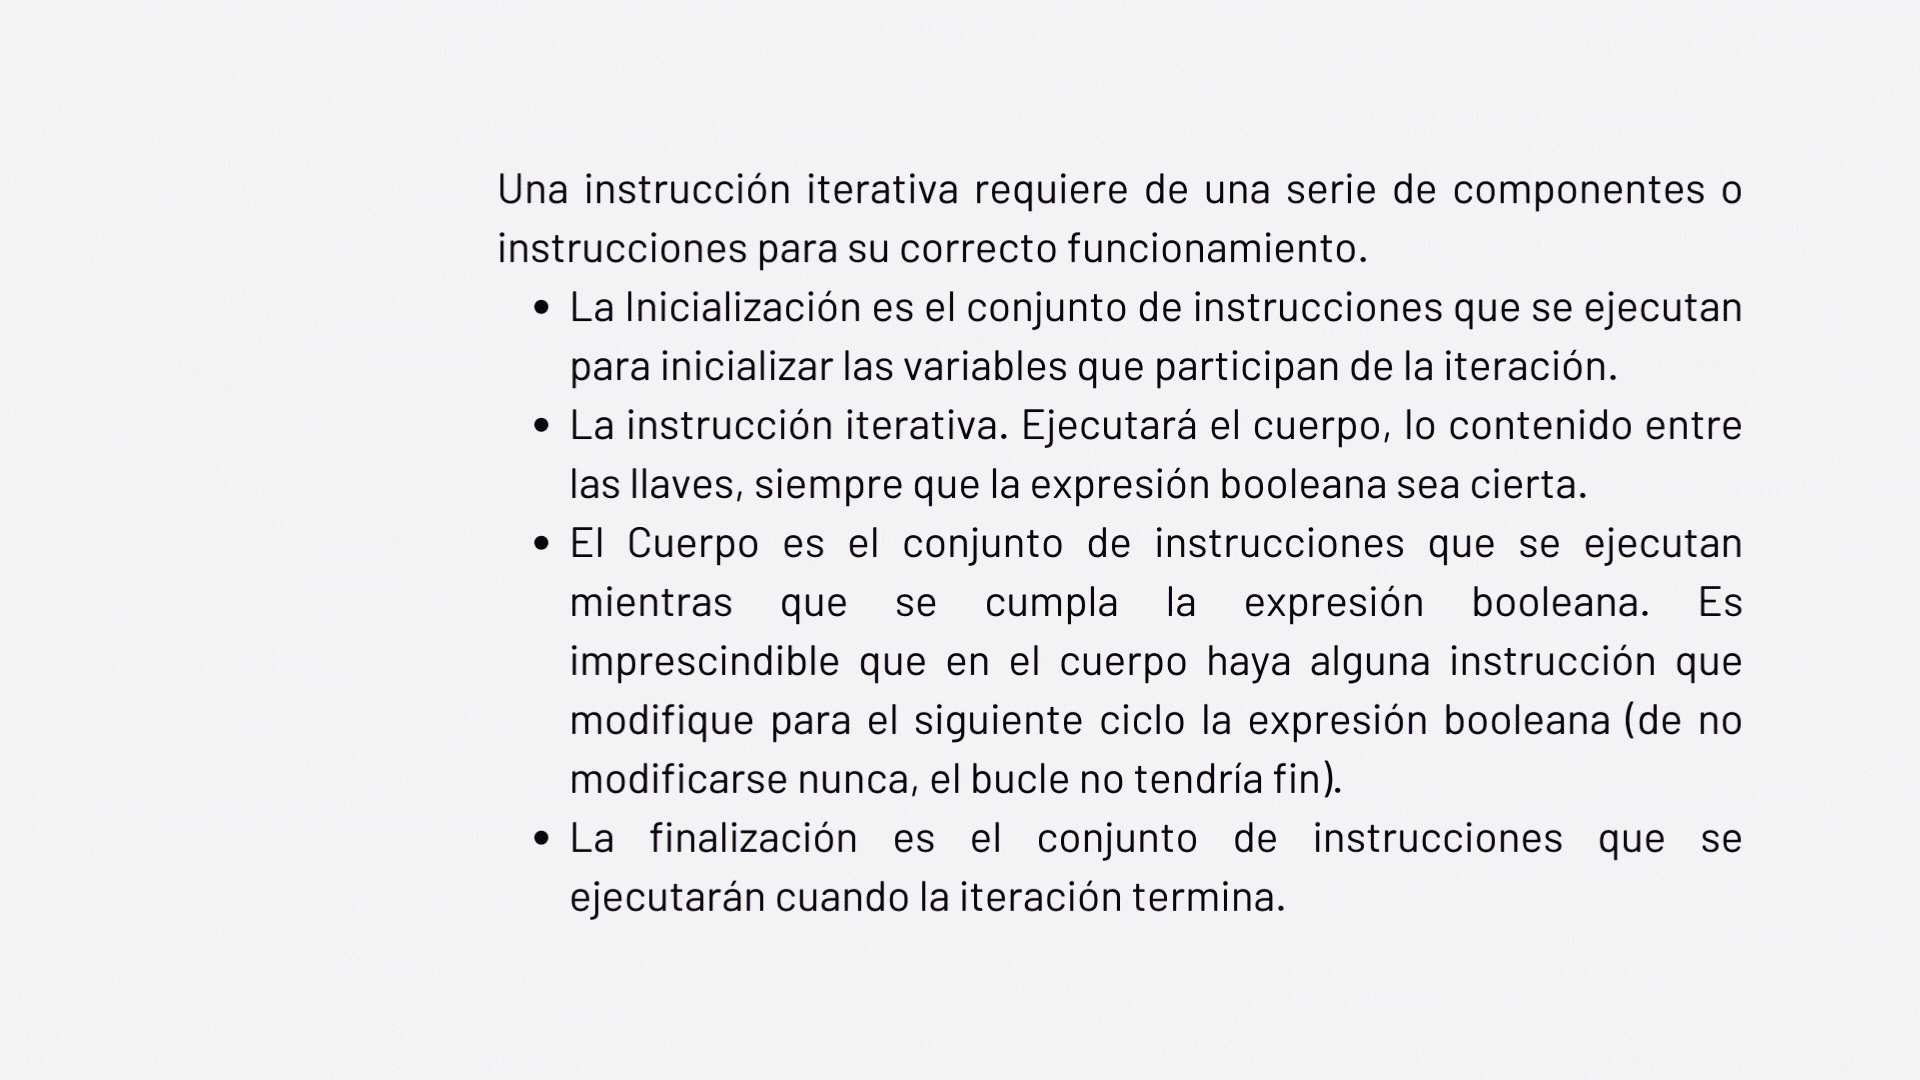 Una instrucción iterativa requiere de una serie de componentes o
instrucciones para su correcto funcionamiento.
• La Inicialización es el conjunto de instrucciones que se ejecutan
para inicializar las variables que participan de la iteración.
• La instrucción iterativa. Ejecutará el cuerpo, lo contenido entre
las llaves, siempre que la expresión booleana sea cierta.
• El Cuerpo es el conjunto de instrucciones que se ejecutan
mientras que se cumpla la expresión booleana. Es
imprescindible que en el cuerpo haya alguna instrucción que
modifique para el siguiente ciclo la expresión booleana (de no
modificarse nunca, el bucle no tendría fin).
• La finalización es el conjunto de instrucciones que se
ejecutarán cuando la iteración termina.